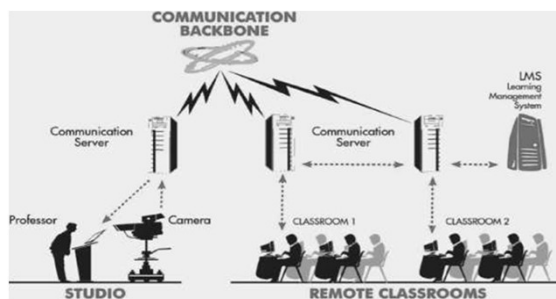 COMMUNICATION
BACKBONE
LMS
Learning
Management
System
Communication
Server
Communication
Server
Professor
Camera
CLASSROOM 1
CLASSROOM 2
STUDIO
REMOTE CLASSROOMS